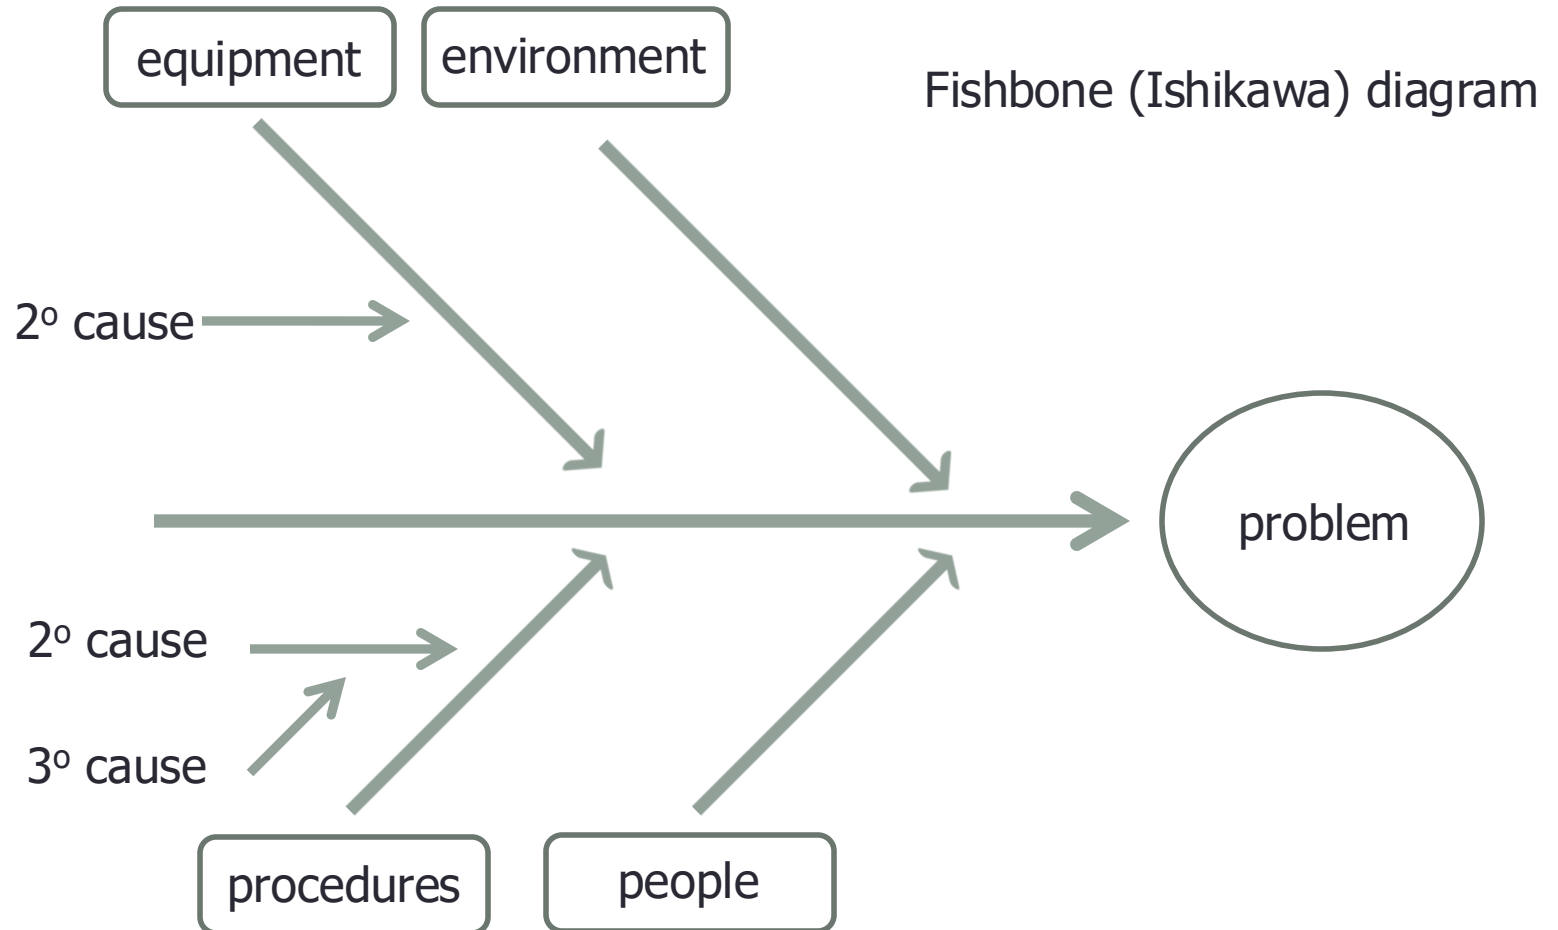 equipment
environment
Fishbone (Ishikawa) diagram
2º cause
problem
2º cause
3º cause
procedures
people